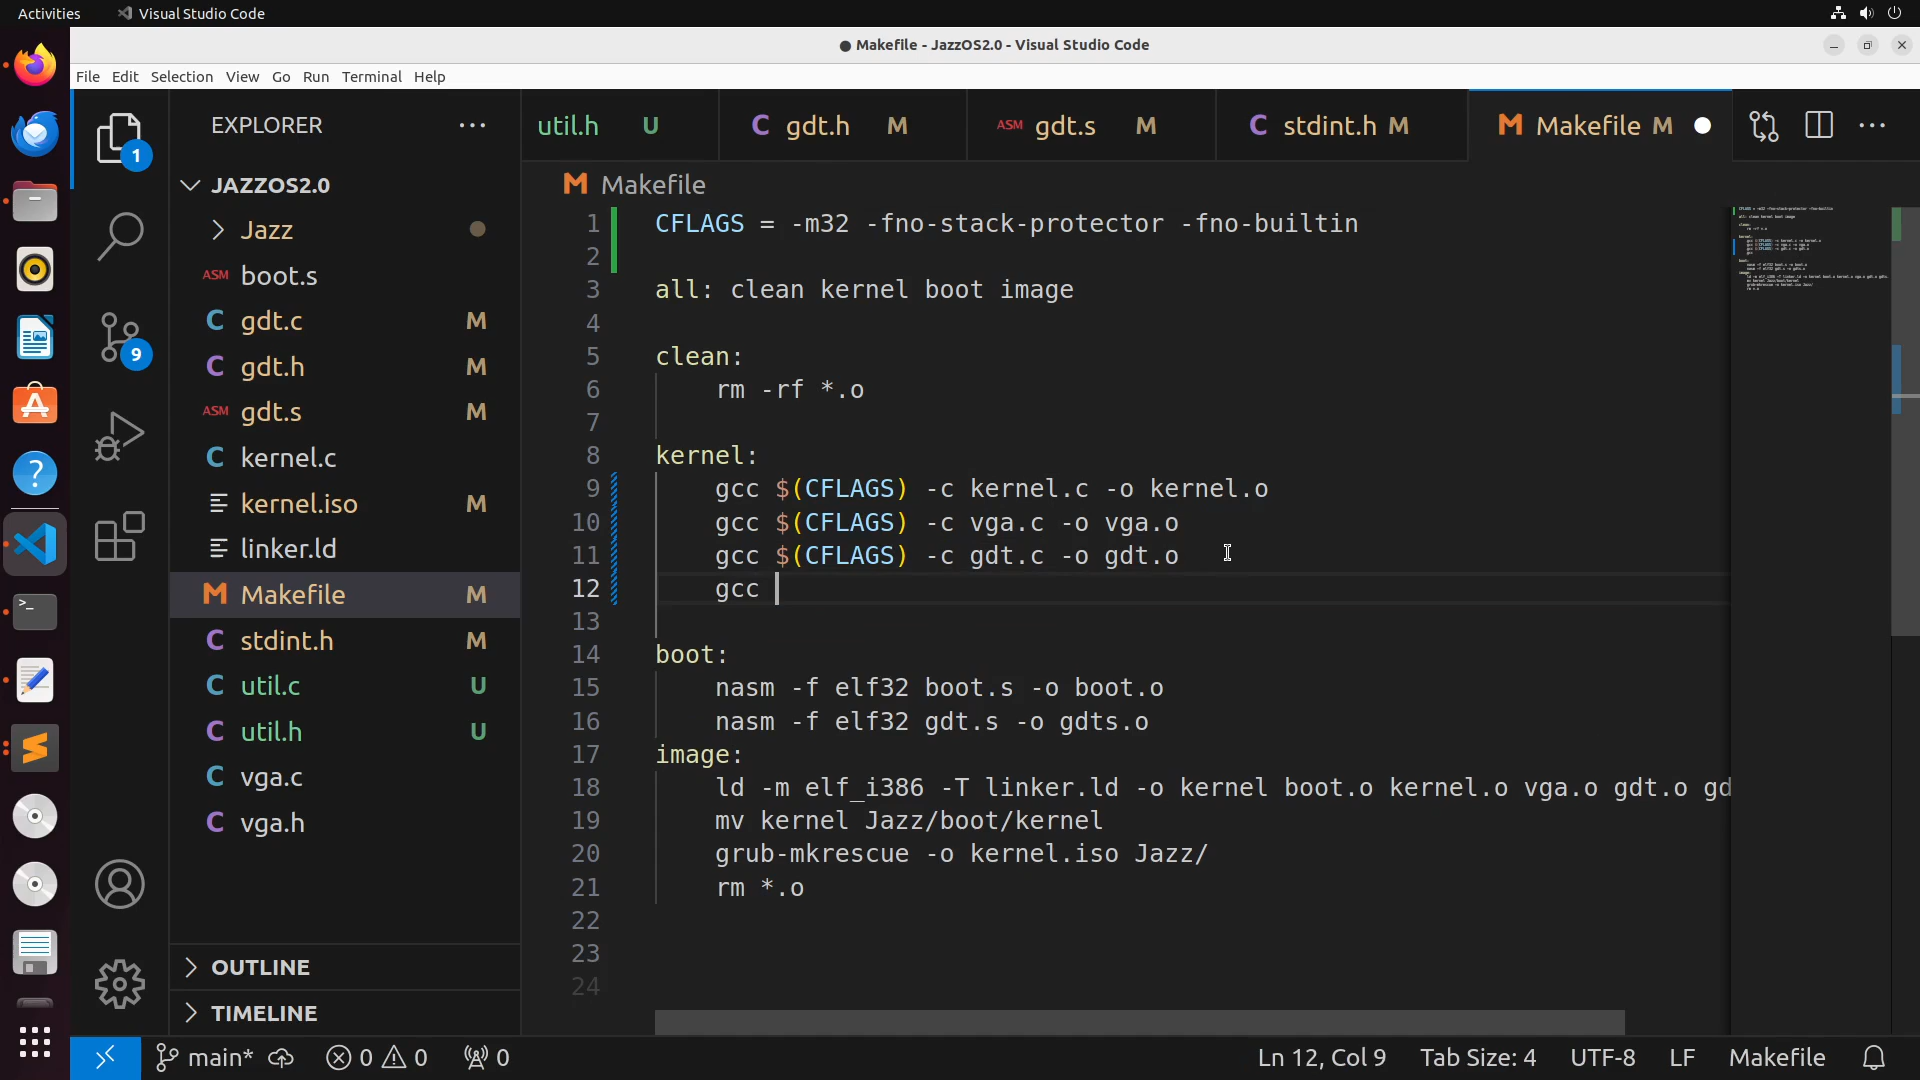 Activities
Visual Studio Code
● Makefile - JazzOS2.0 - Visual Studio Code
File Edit Selection View Go Run Terminal Help
EXPLORER
util.h U
C gdt.h M
ASM gdt.s M
C stdint.h M
M Makefile M
1
9
JAZZOS2.0
Jazz
ASM boot.s
C gdt.c M
C gdt.h M
ASM gdt.s M
C kernel.c
kernel.iso M
linker.ld
M Makefile M
C stdint.h M
C util.c U
C util.h U
C vga.c
C vga.h
OUTLINE
TIMELINE
M Makefile
1 CFLAGS = -m32 -fno-stack-protector -fno-builtin
2
3 all: clean kernel boot image
4
5 clean:
6 rm -rf *.o
7
8 kernel:
9 gcc $(CFLAGS) -c kernel.c -o kernel.o
10 gcc $(CFLAGS) -c vga.c -o vga.o
11 gcc $(CFLAGS) -c gdt.c -o gdt.o
12 gcc
13
14 boot:
15 nasm -f elf32 boot.s -o boot.o
16 nasm -f elf32 gdt.s -o gdts.o
17 image:
18 ld -m elf_i386 -T linker.ld -o kernel boot.o kernel.o vga.o gdt.o gd
19 mv kernel Jazz/boot/kernel
20 grub-mkrescue -o kernel.iso Jazz/
21 rm *.o
22
23
24
main* 0 0 0
Ln 12, Col 9 Tab Size: 4 UTF-8 LF Makefile